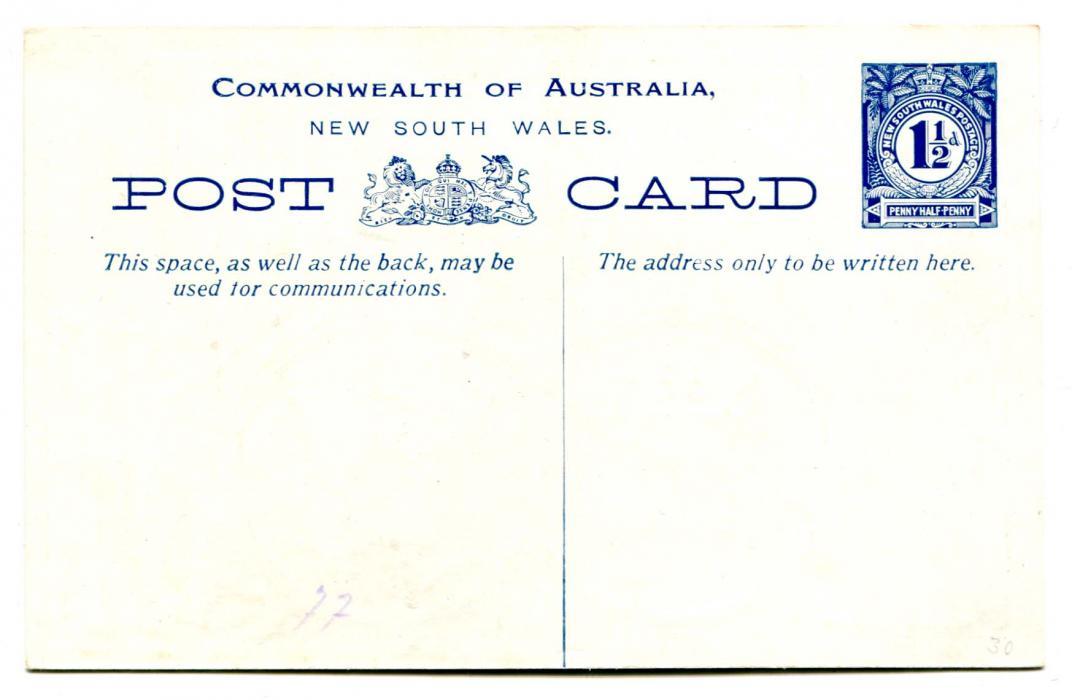 COMMONWEALTH OF AUSTRALIA,
NEW SOUTH WALES.
POST CARD
NEW SOUTH WALES POSTAGE
1½d
PENNY HALF-PENNY
This space, as well as the back, may be
used for communications.
The address only to be written here.
77
30